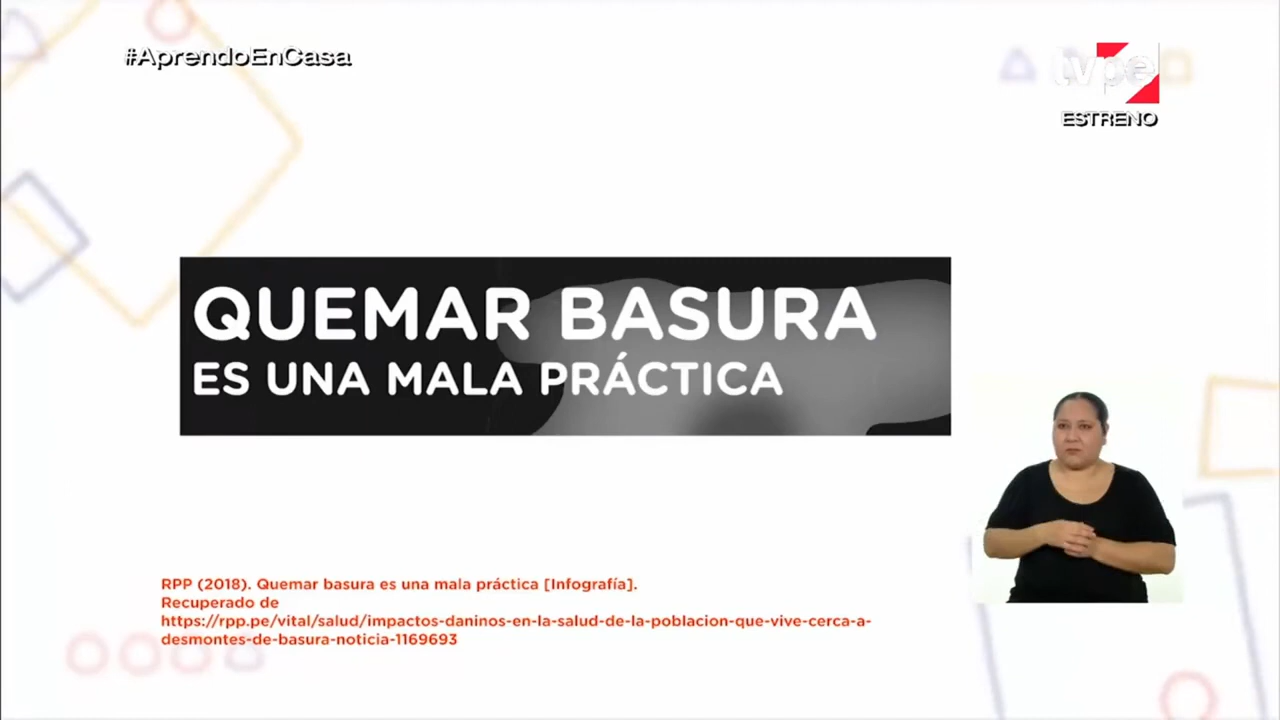 #AprendoEnCasa
tvpe
ESTRENO
QUEMAR BASURA
ES UNA MALA PRÁCTICA
RPP (2018). Quemar basura es una mala práctica [Infografía].
Recuperado de
https://rpp.pe/vital/salud/impactos-daninos-en-la-salud-de-la-poblacion-que-vive-cerca-a-
desmontes-de-basura-noticia-1169693